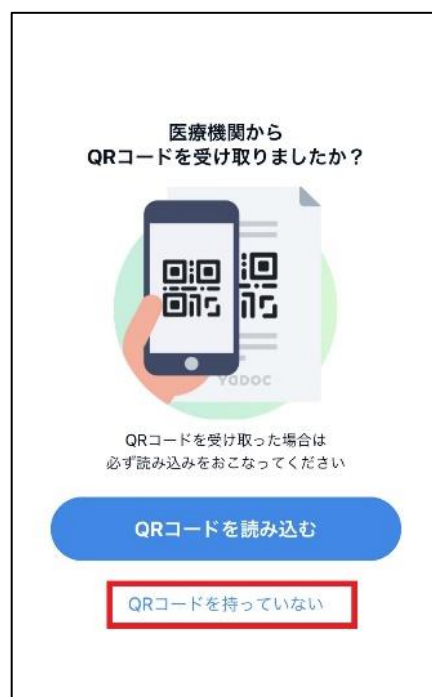 医療機関から
QRコードを受け取りましたか？
YaDOC
QRコードを受け取った場合は
必ず読み込みをおこなってください
QRコードを読み込む
QRコードを持っていない